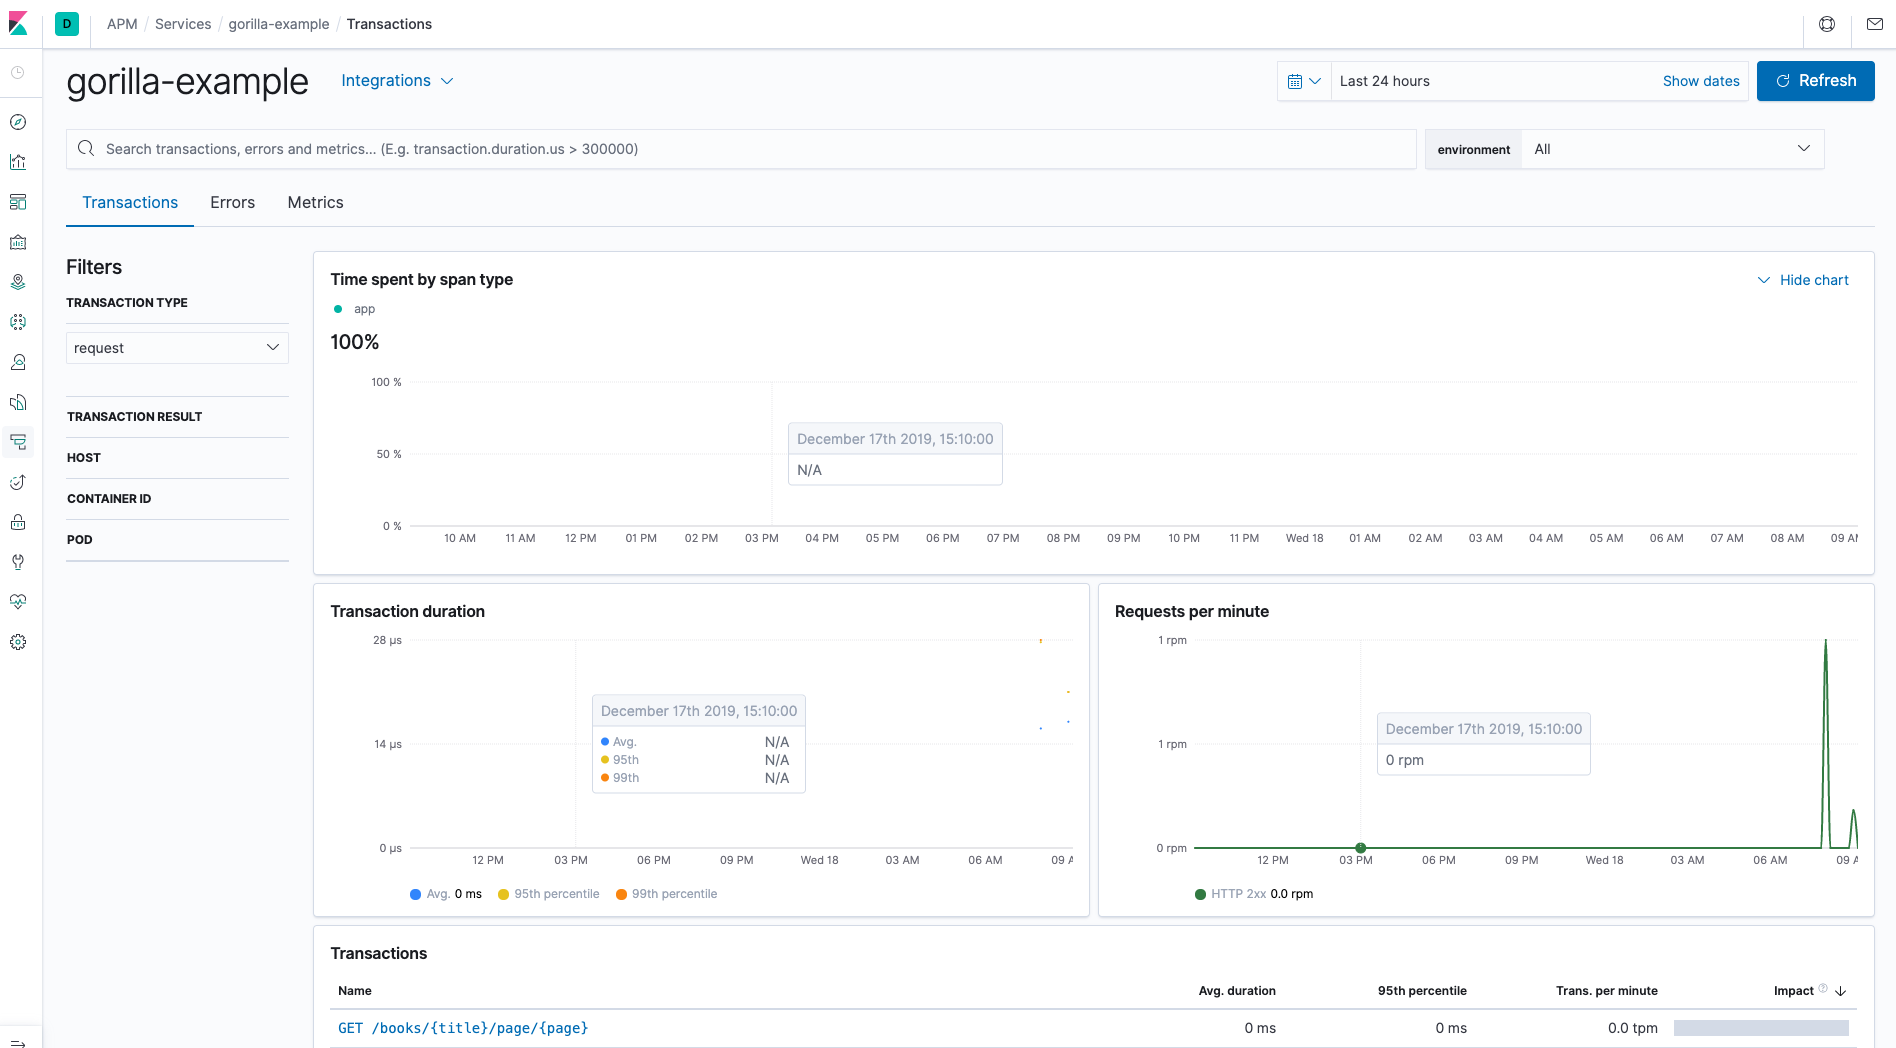 D APM / Services / gorilla-example / Transactions
gorilla-example Integrations
Last 24 hours Show dates Refresh
Search transactions, errors and metrics... (E.g. transaction.duration.us > 300000)
environment All
Transactions Errors Metrics
Filters
TRANSACTION TYPE
request
TRANSACTION RESULT
HOST
CONTAINER ID
POD
Time spent by span type
Hide chart
app
100%
100 %
50 %
0 %
December 17th 2019, 15:10:00
N/A
10 AM 11 AM 12 PM 01 PM 02 PM 03 PM 04 PM 05 PM 06 PM 07 PM 08 PM 09 PM 10 PM 11 PM Wed 18 01 AM 02 AM 03 AM 04 AM 05 AM 06 AM 07 AM 08 AM 09 AM
Transaction duration
28 μs
14 μs
0 μs
December 17th 2019, 15:10:00
Avg. N/A
95th N/A
99th N/A
12 PM 03 PM 06 PM 09 PM Wed 18 03 AM 06 AM 09 A
Avg. 0 ms 95th percentile 99th percentile
Requests per minute
1 rpm
1 rpm
0 rpm
December 17th 2019, 15:10:00
0 rpm
12 PM 03 PM 06 PM 09 PM Wed 18 03 AM 06 AM 09 A
HTTP 2xx 0.0 rpm
Transactions
Name Avg. duration 95th percentile Trans. per minute Impact
GET /books/{title}/page/{page} 0 ms 0 ms 0.0 tpm